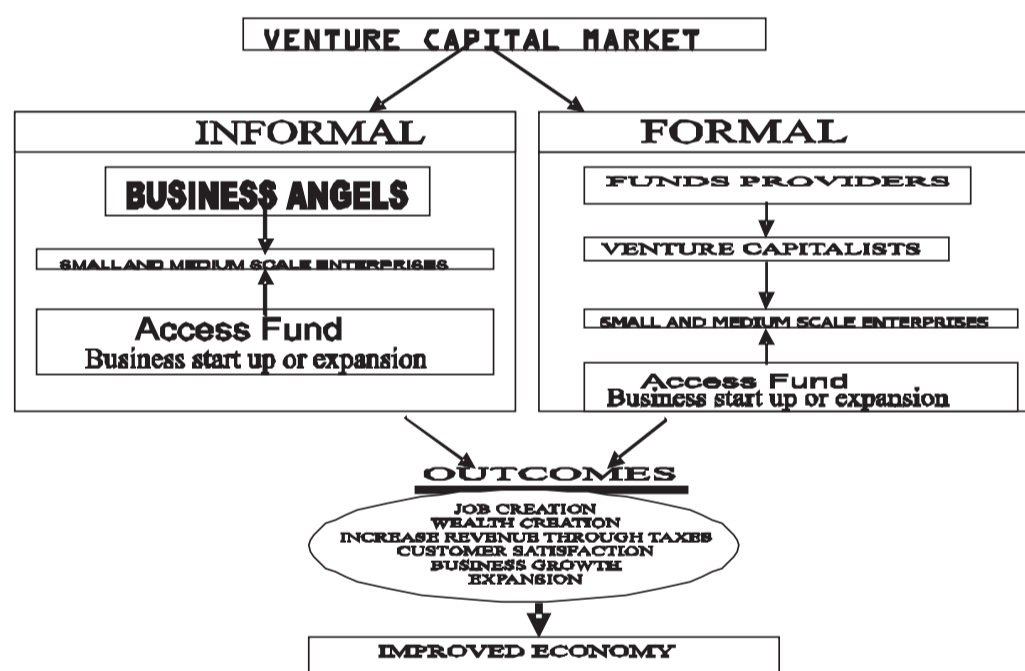 VENTURE CAPITAL MARKET
INFORMAL
BUSINESS ANGELS
SMALL AND MEDIUM SCALE ENTERPRISES
Access Fund
Business start up or expansion
FORMAL
FUNDS PROVIDERS
VENTURE CAPITALISTS
SMALL AND MEDIUM SCALE ENTERPRISES
Access Fund
Business start up or expansion
OUTCOMES
JOB CREATION
WEALTH CREATION
INCREASE REVENUE THROUGH TAXES
CUSTOMER SATISFACTION
BUSINESS GROWTH
EXPANSION
IMPROVED ECONOMY